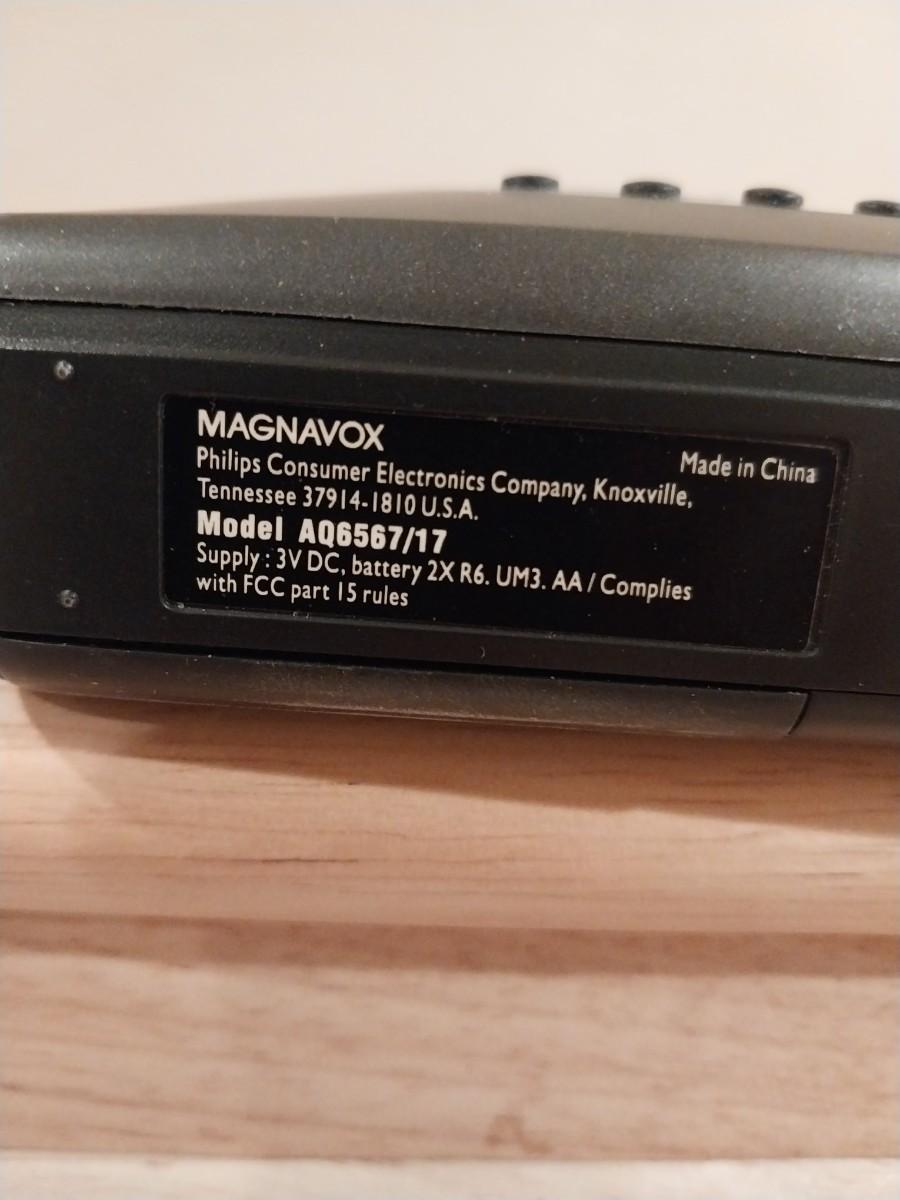 MAGNAVOX
Made in China
Philips Consumer Electronics Company, Knoxville,
Tennessee 37914-1810 U.S.A.
Model AQ6567/17
Supply : 3V DC, battery 2X R6. UM3. AA / Complies
with FCC part 15 rules